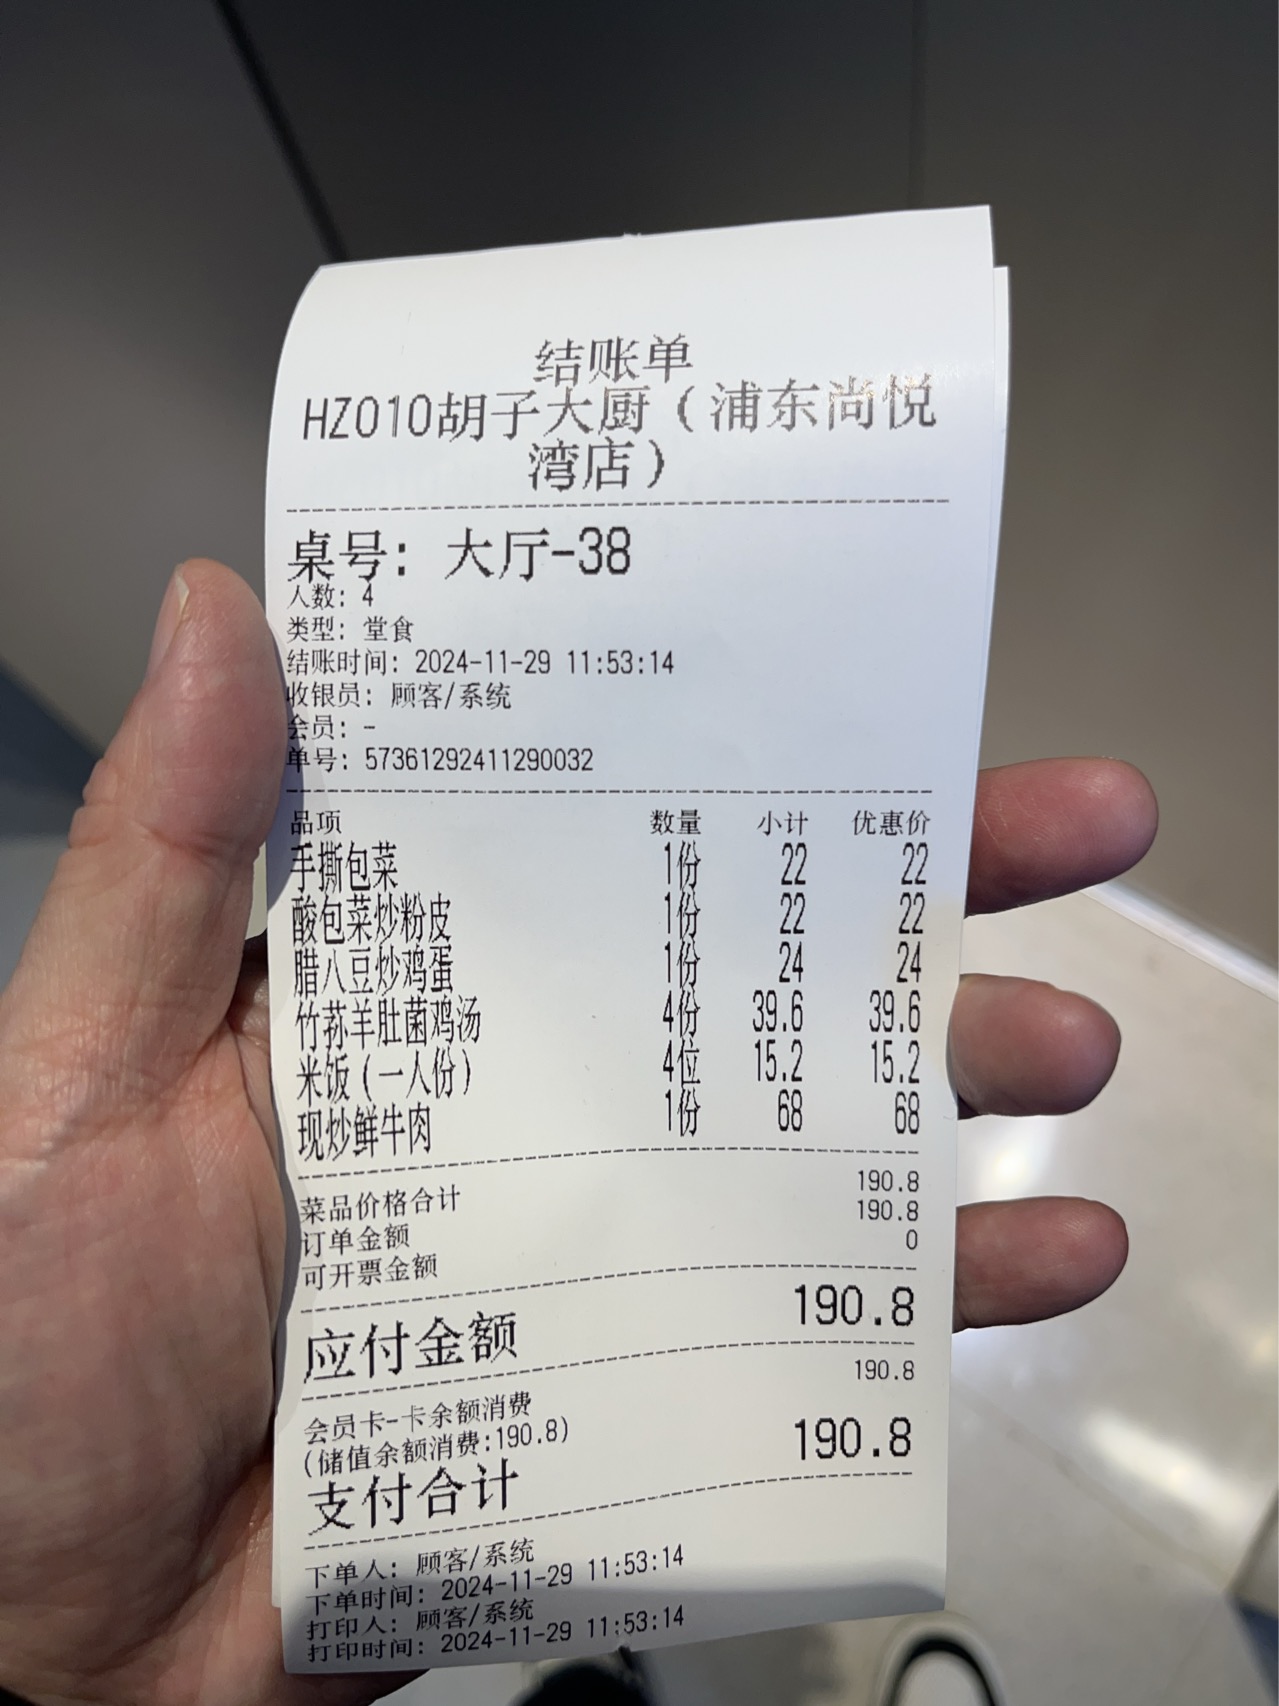 结账单
HZ010胡子大厨（浦东尚悦
湾店）
桌号：大厅-38
人数：4
类型：堂食
结账时间：2024-11-29 11:53:14
收银员：顾客/系统
会员：-
单号：57361292411290032
品项 数量 小计 优惠价
手撕包菜 1份 22 22
酸包菜炒粉皮 1份 22 22
腊八豆炒鸡蛋 1份 24 24
竹荪羊肚菌鸡汤 4份 39.6 39.6
米饭（一人份） 4位 15.2 15.2
现炒鲜牛肉 1份 68 68
菜品价格合计 190.8
订单金额 190.8
可开票金额 0
应付金额 190.8
会员卡-卡余额消费 190.8
(储值余额消费:190.8)
支付合计 190.8
下单人：顾客/系统
下单时间：2024-11-29 11:53:14
打印人：顾客/系统
打印时间：2024-11-29 11:53:14